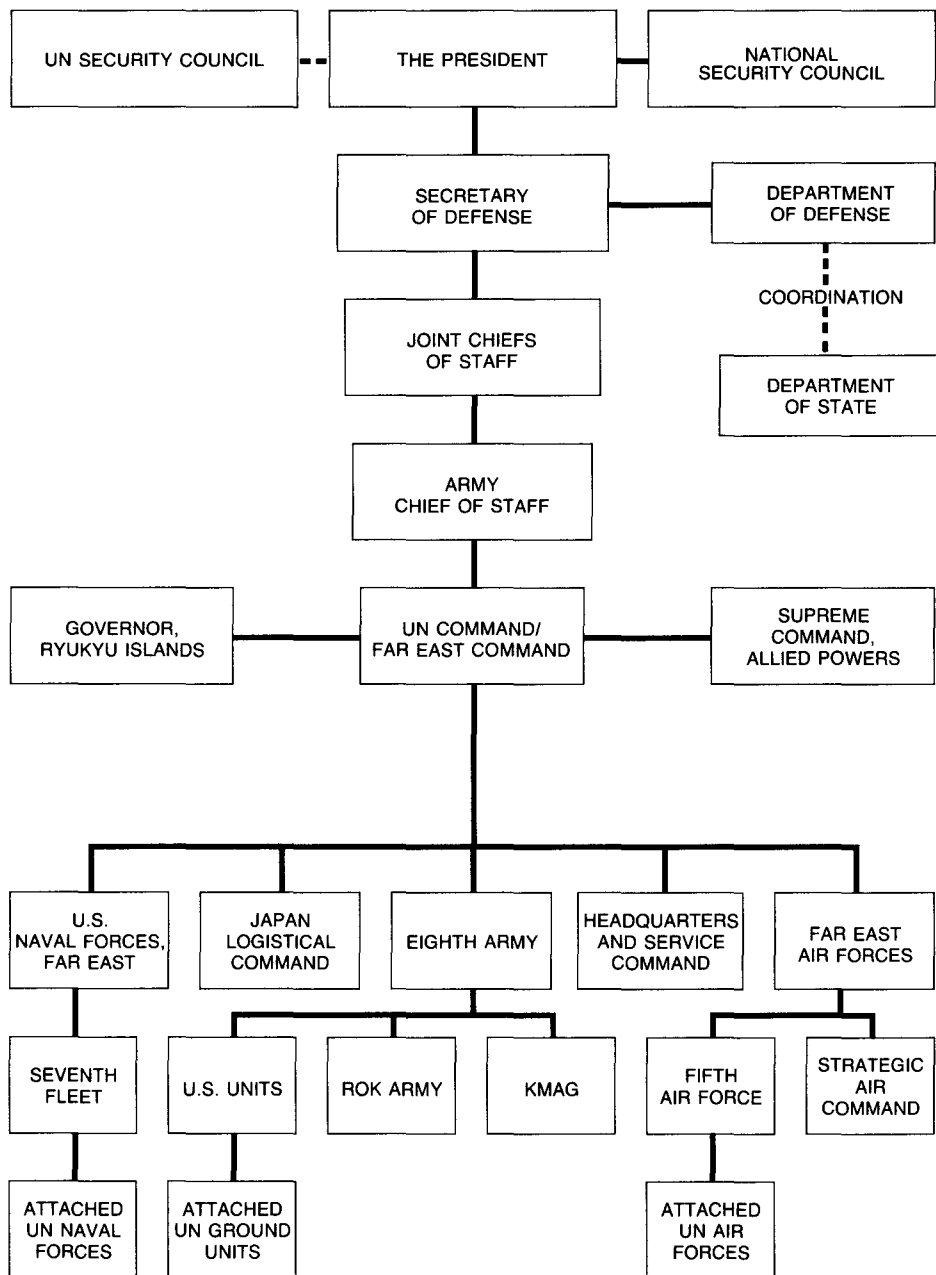 UN SECURITY COUNCIL
THE PRESIDENT
NATIONAL
SECURITY COUNCIL
SECRETARY
OF DEFENSE
DEPARTMENT
OF DEFENSE
COORDINATION
JOINT CHIEFS
OF STAFF
DEPARTMENT
OF STATE
ARMY
CHIEF OF STAFF
GOVERNOR,
RYUKYU ISLANDS
UN COMMAND/
FAR EAST COMMAND
SUPREME
COMMAND,
ALLIED POWERS
U.S.
NAVAL FORCES,
FAR EAST
JAPAN
LOGISTICAL
COMMAND
EIGHTH ARMY
HEADQUARTERS
AND SERVICE
COMMAND
FAR EAST
AIR FORCES
SEVENTH
FLEET
U.S. UNITS
ROK ARMY
KMAG
FIFTH
AIR FORCE
STRATEGIC
AIR
COMMAND
ATTACHED
UN NAVAL
FORCES
ATTACHED
UN GROUND
UNITS
ATTACHED
UN AIR
FORCES